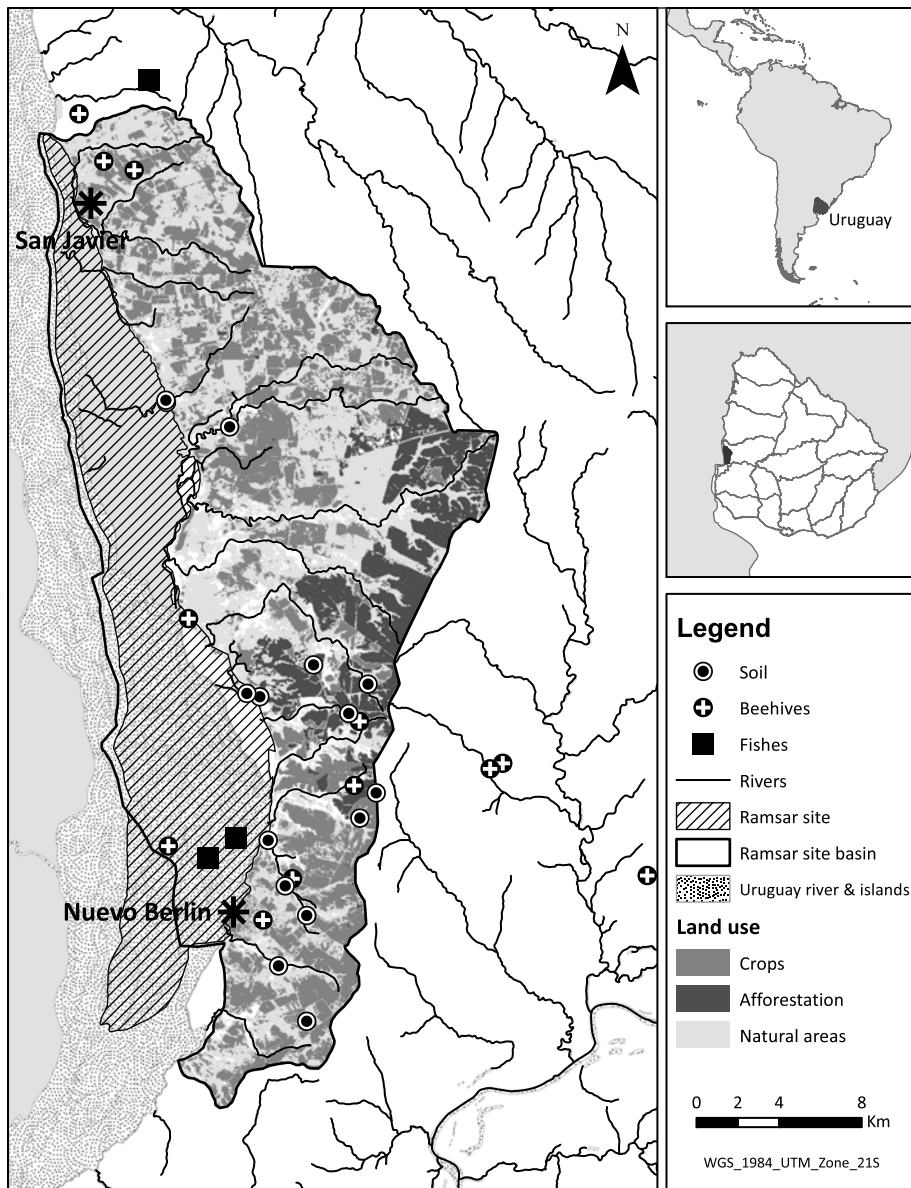 N
San Javier
Nuevo Berlin
Uruguay
Legend
Soil
Beehives
Fishes
Rivers
Ramsar site
Ramsar site basin
Uruguay river & islands
Land use
Crops
Afforestation
Natural areas
0 2 4 8
Km
WGS_1984_UTM_Zone_21S